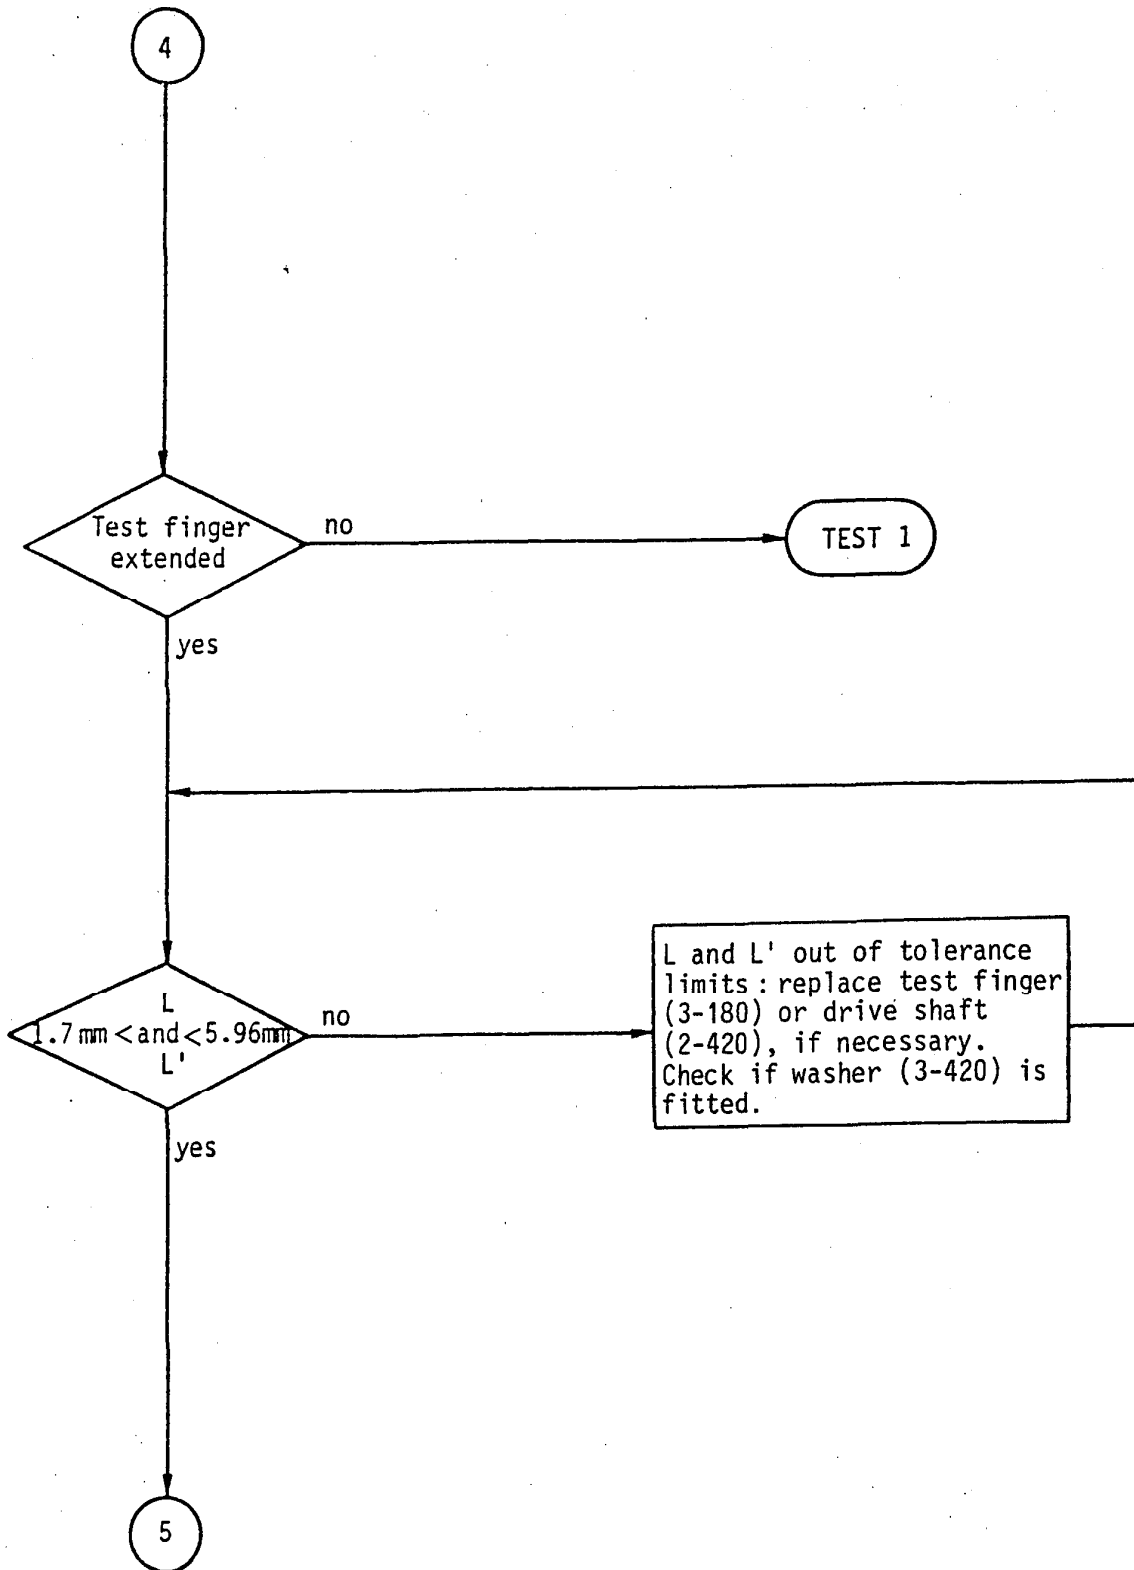 4
Test finger
extended
no
TEST 1
yes
L
1.7 mm < and < 5.96mm
L'
no
L and L' out of tolerance
limits : replace test finger
(3-180) or drive shaft
(2-420), if necessary.
Check if washer (3-420) is
fitted.
yes
5